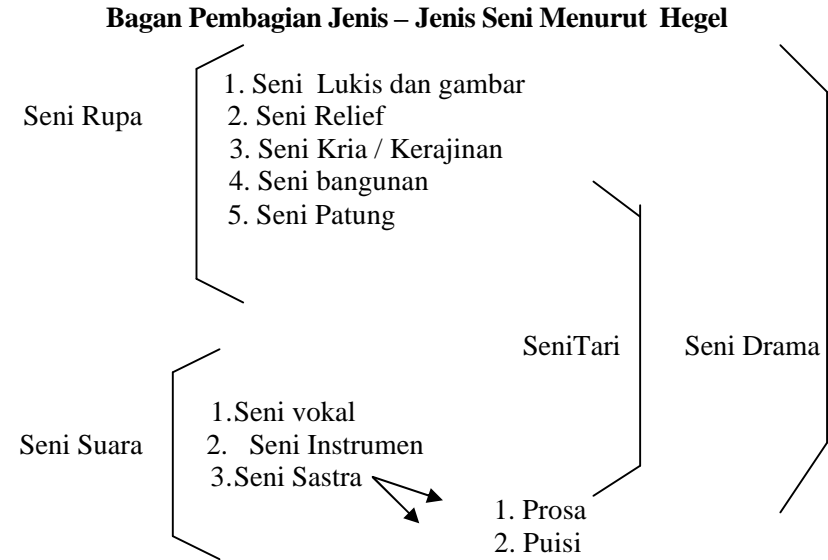 Bagan Pembagian Jenis – Jenis Seni Menurut Hegel
Seni Rupa
1. Seni Lukis dan gambar
2. Seni Relief
3. Seni Kria / Kerajinan
4. Seni bangunan
5. Seni Patung
SeniTari
Seni Drama
Seni Suara
1.Seni vokal
2. Seni Instrumen
3.Seni Sastra
1. Prosa
2. Puisi